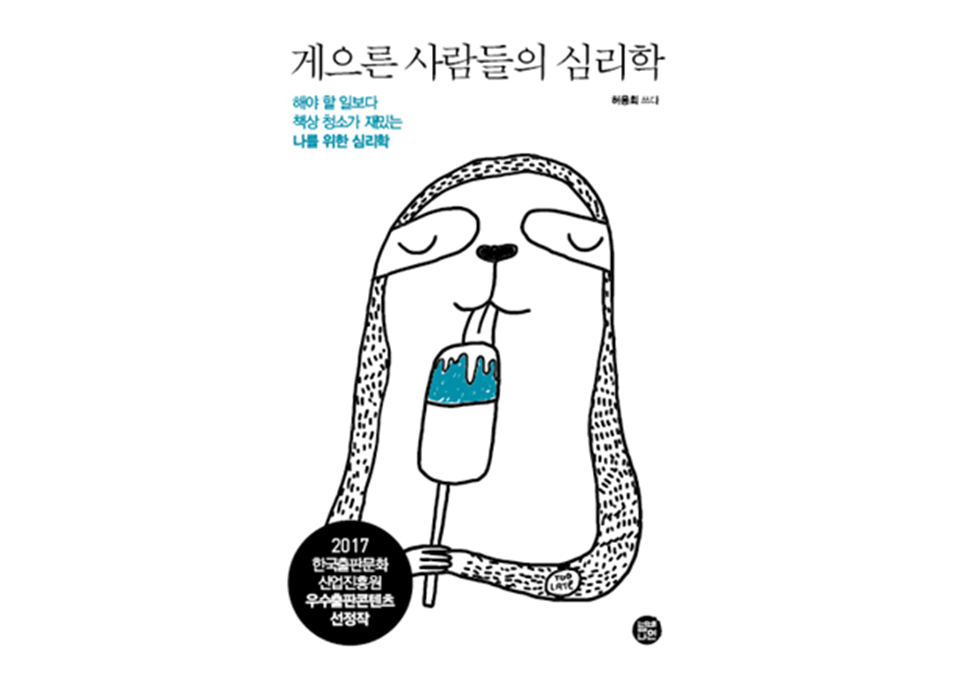 게으른 사람들의 심리학
해야 할 일보다
책상 청소가 재밌는
나를 위한 심리학
허용회 쓰다
2017
한국출판문화
산업진흥원
우수출판콘텐츠
선정작
TOO
LATE